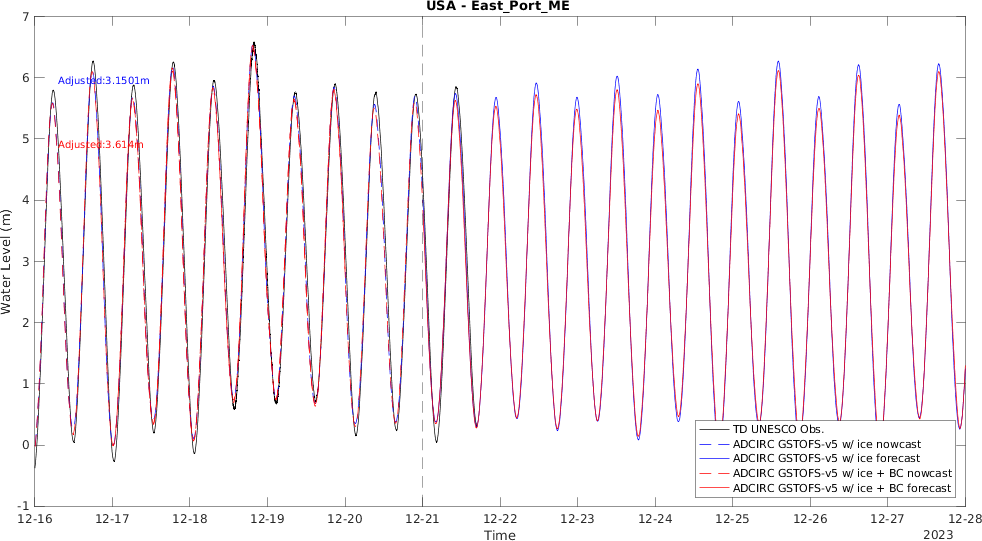 USA - East_Port_ME
7
6
5
4
3
2
1
0
-1
Water Level (m)
Adjusted:3.1501m
Adjusted:3.614m
TD UNESCO Obs.
ADCIRC GSTOFS-v5 w/ ice nowcast
ADCIRC GSTOFS-v5 w/ ice forecast
ADCIRC GSTOFS-v5 w/ ice + BC nowcast
ADCIRC GSTOFS-v5 w/ ice + BC forecast
12-16 12-17 12-18 12-19 12-20 12-21 12-22 12-23 12-24 12-25 12-26 12-27 12-28
Time
2023